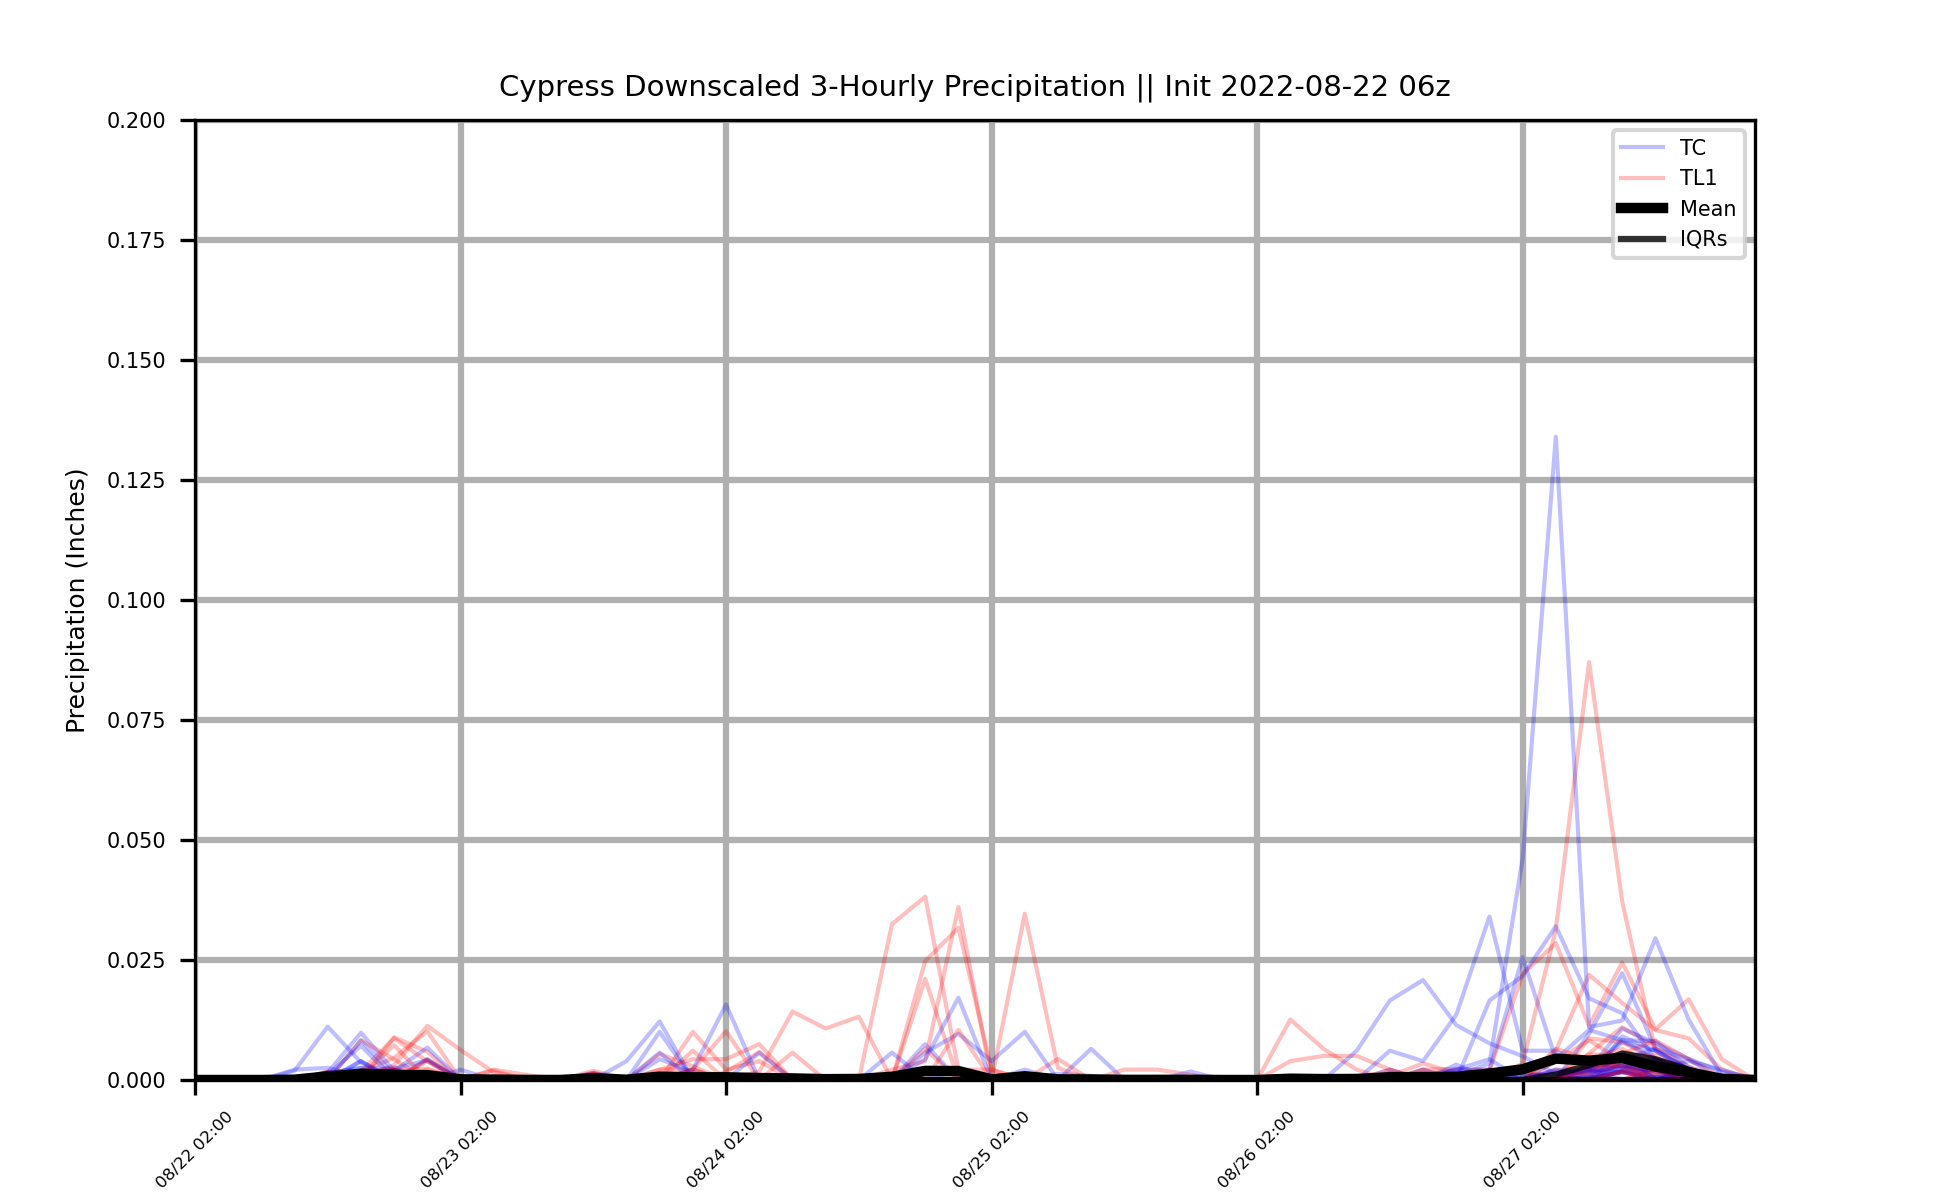 Cypress Downscaled 3-Hourly Precipitation || Init 2022-08-22 06z
TC
TL1
Mean
IQRs
Precipitation (Inches)
0.200
0.175
0.150
0.125
0.100
0.075
0.050
0.025
0.000
08/22 02:00
08/23 02:00
08/24 02:00
08/25 02:00
08/26 02:00
08/27 02:00